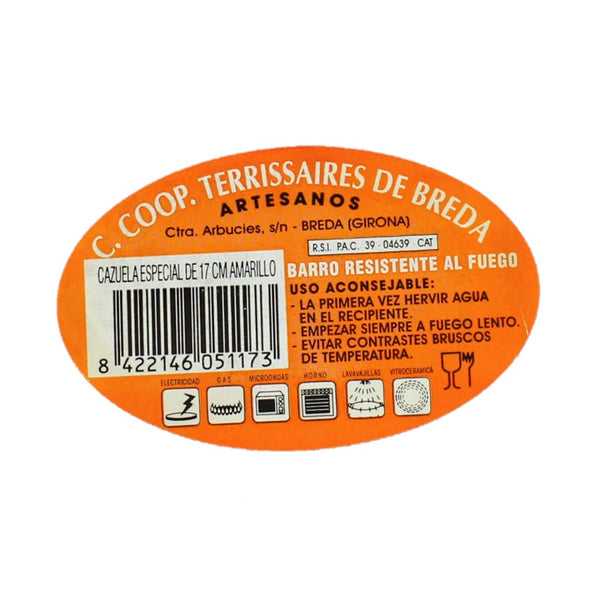 C. COOP. TERRISSAIRES DE BREDA
ARTESANOS
Ctra. Arbucies, s/n - BREDA (GIRONA)
R.S.I. P.A.C. 39 - 04639 - CAT
CAZUELA ESPECIAL DE 17 CM AMARILLO
8 422146 051173
BARRO RESISTENTE AL FUEGO
USO ACONSEJABLE:
- LA PRIMERA VEZ HERVIR AGUA
EN EL RECIPIENTE.
- EMPEZAR SIEMPRE A FUEGO LENTO.
- EVITAR CONTRASTES BRUSCOS
DE TEMPERATURA.
ELECTRICIDAD GAS MICROONDAS HORNO LAVAVAJILLAS VITROCERAMICA